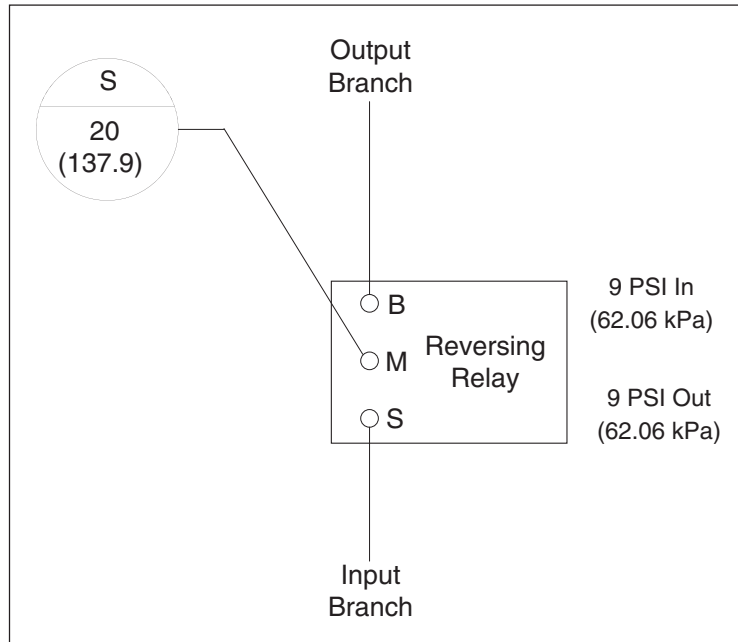 Output
Branch
S
20
(137.9)
B
M
S
Reversing
Relay
9 PSI In
(62.06 kPa)
9 PSI Out
(62.06 kPa)
Input
Branch